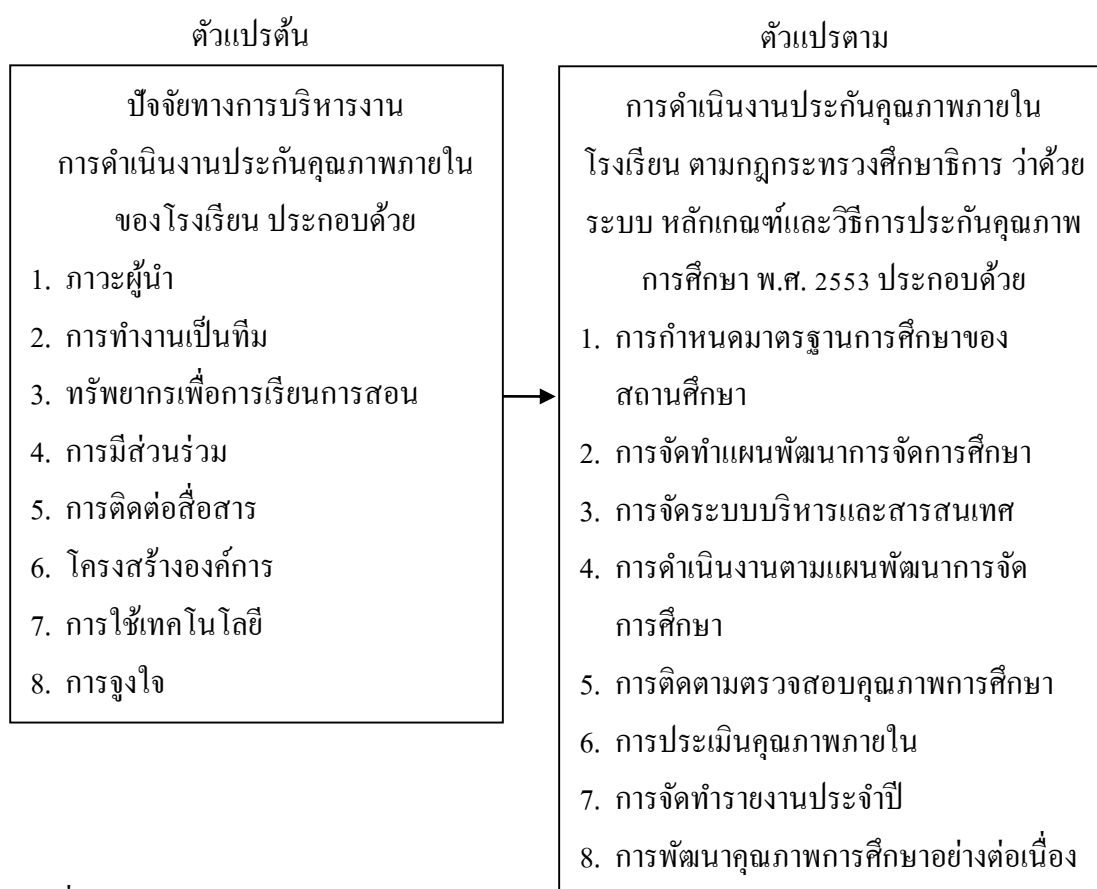 ตัวแปรต้น
ปัจจัยทางการบริหารงาน
การดำเนินงานประกันคุณภาพภายใน
ของโรงเรียน ประกอบด้วย
1. ภาวะผู้นำ
2. การทำงานเป็นทีม
3. ทรัพยากรเพื่อการเรียนการสอน
4. การมีส่วนร่วม
5. การติดต่อสื่อสาร
6. โครงสร้างองค์การ
7. การใช้เทคโนโลยี
8. การจูงใจ
ตัวแปรตาม
การดำเนินงานประกันคุณภาพภายใน
โรงเรียน ตามกฎกระทรวงศึกษาธิการ ว่าด้วย
ระบบ หลักเกณฑ์และวิธีการประกันคุณภาพ
การศึกษา พ.ศ. 2553 ประกอบด้วย
1. การกำหนดมาตรฐานการศึกษาของ
สถานศึกษา
2. การจัดทำแผนพัฒนาการจัดการศึกษา
3. การจัดระบบบริหารและสารสนเทศ
4. การดำเนินงานตามแผนพัฒนาการจัด
การศึกษา
5. การติดตามตรวจสอบคุณภาพการศึกษา
6. การประเมินคุณภาพภายใน
7. การจัดทำรายงานประจำปี
8. การพัฒนาคุณภาพการศึกษาอย่างต่อเนื่อง